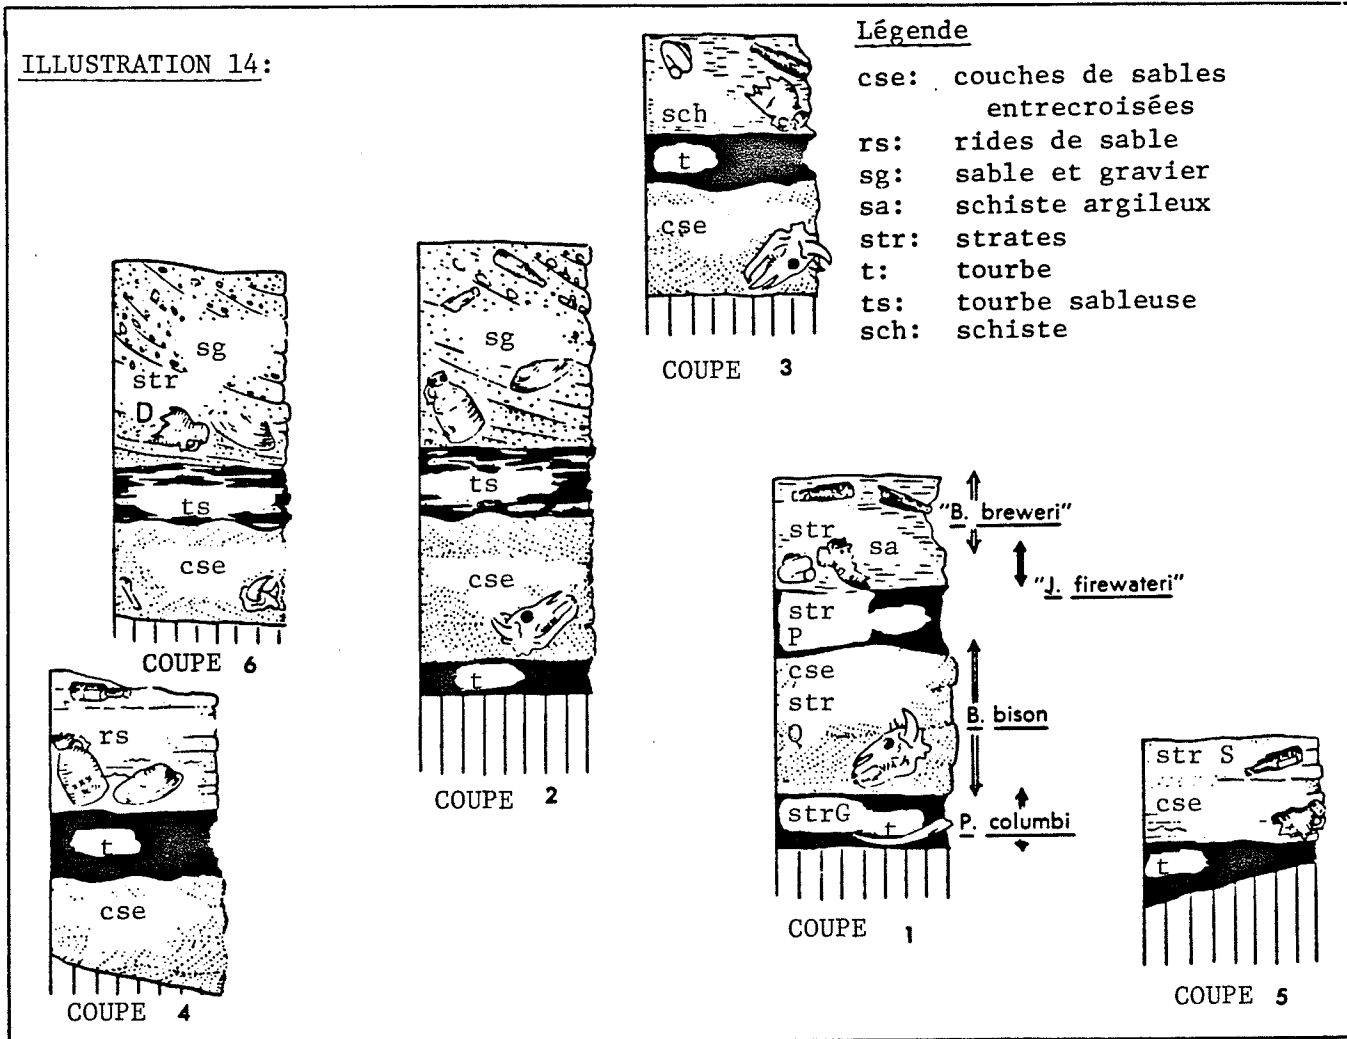 ILLUSTRATION 14:
Légende
cse: couches de sables
entrecroisées
rs: rides de sable
sg: sable et gravier
sa: schiste argileux
str: strates
t: tourbe
ts: tourbe sableuse
sch: schiste
sch
t
cse
COUPE 3
sg
str
D
ts
cse
COUPE 6
sg
ts
cse
t
COUPE 2
str
sa
str
P
cse
str
Q
strG
t
"B. breweri"
"J. firewateri"
B. bison
P. columbi
COUPE 1
rs
t
cse
COUPE 4
str S
cse
t
COUPE 5